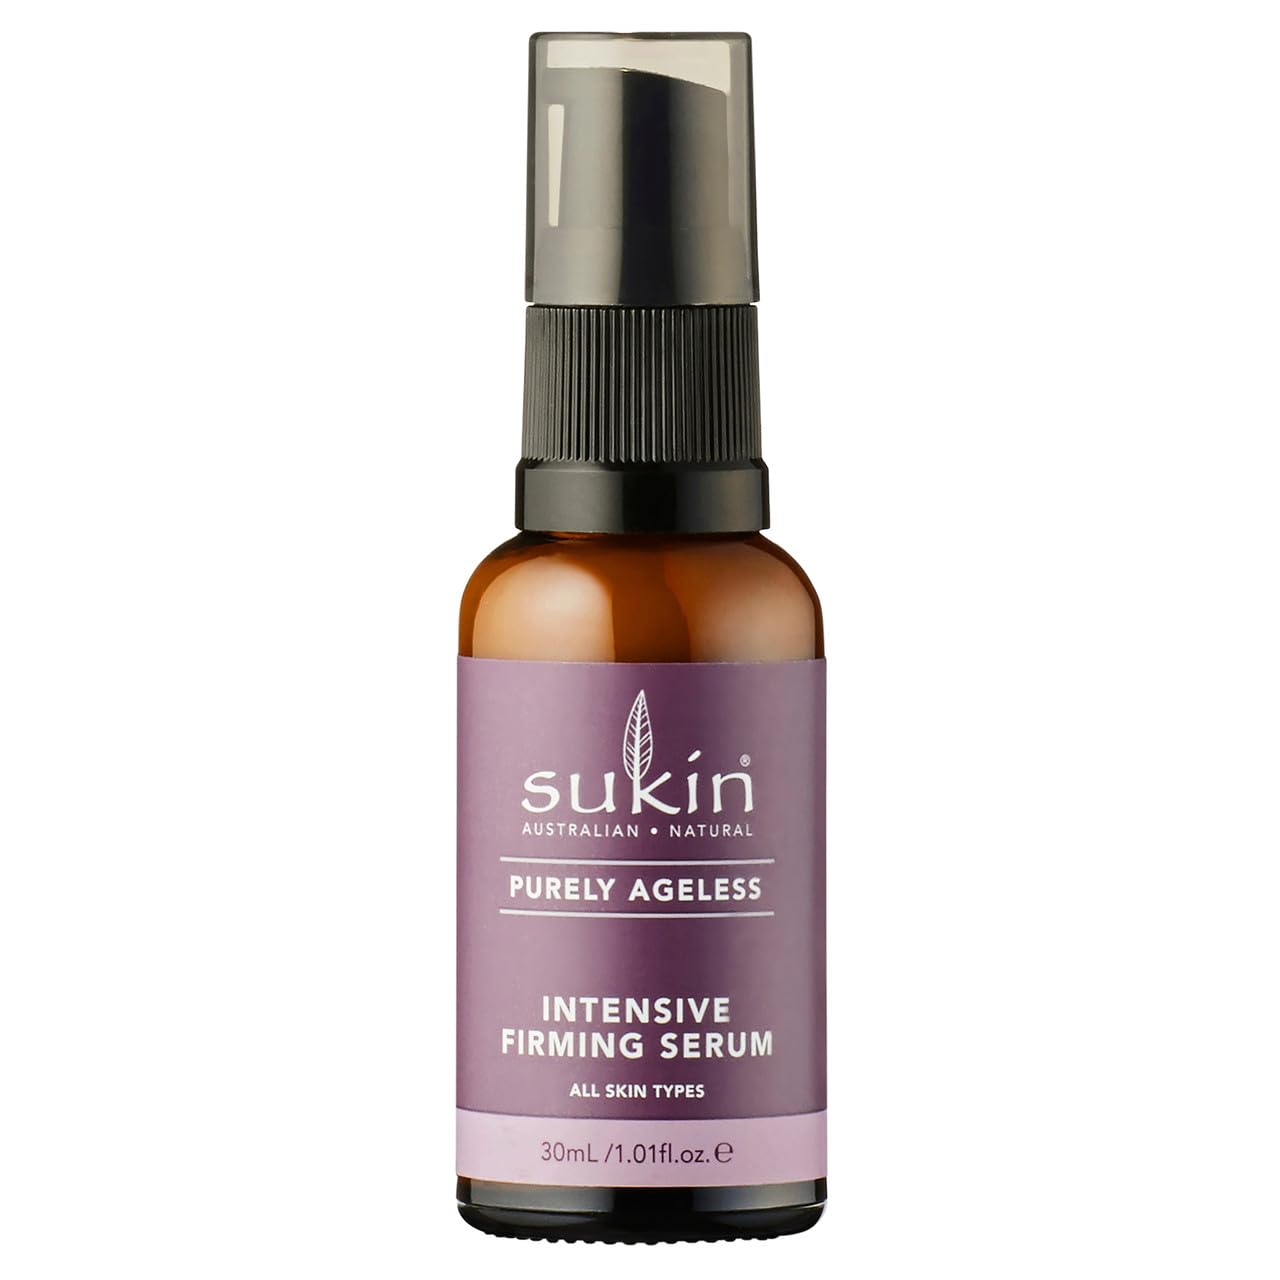 sukin®
AUSTRALIAN • NATURAL
PURELY AGELESS
INTENSIVE
FIRMING SERUM
ALL SKIN TYPES
30mL /1.01fl.oz. ℮